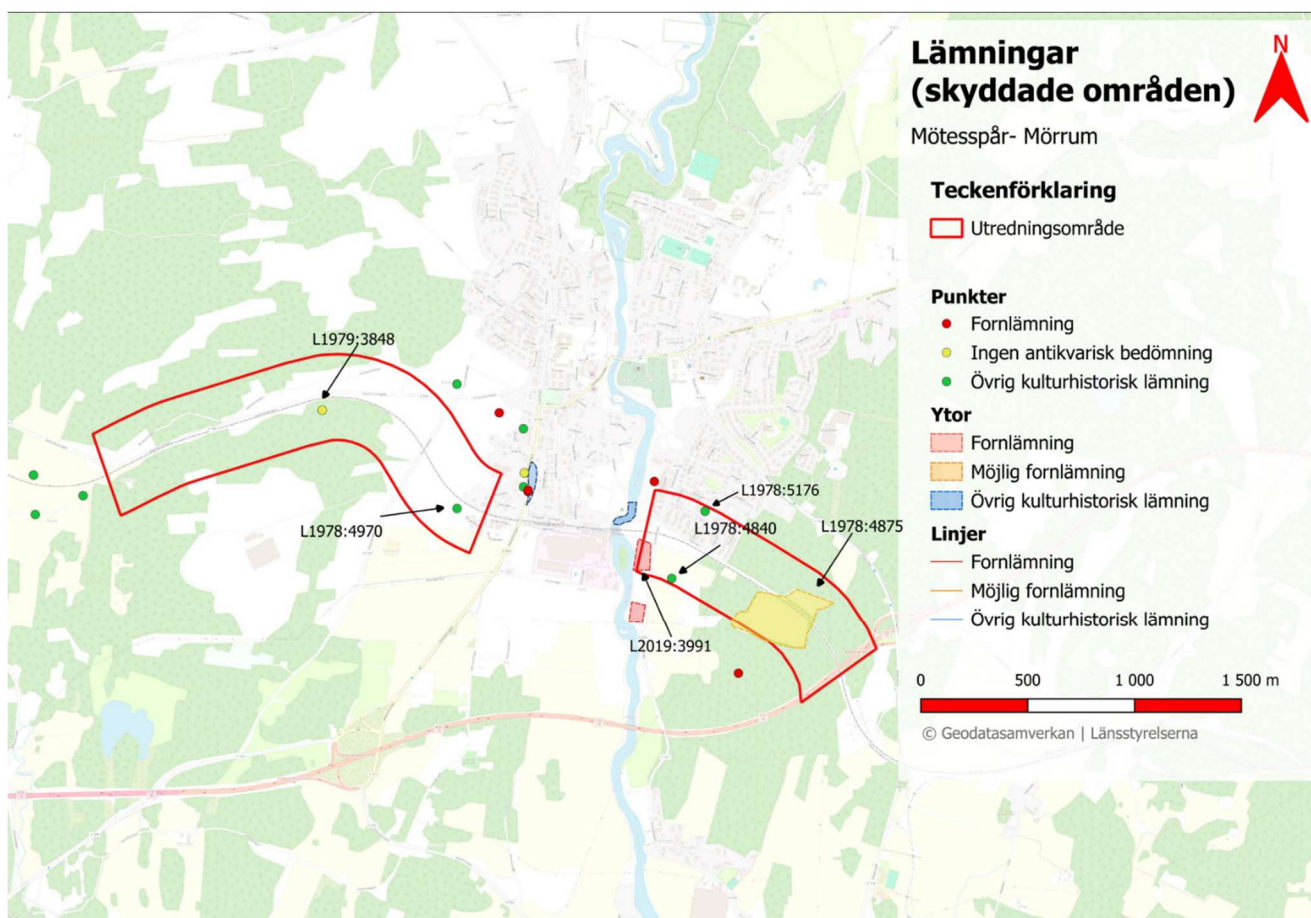 Lämningar
(skyddade områden)
N
Mötesspår- Mörrum
Teckenförklaring
Utredningsområde
Punkter
Fornlämning
Ingen antikvarisk bedömning
Övrig kulturhistorisk lämning
Ytor
Fornlämning
Möjlig fornlämning
Övrig kulturhistorisk lämning
Linjer
Fornlämning
Möjlig fornlämning
Övrig kulturhistorisk lämning
0 500 1 000 1 500 m
© Geodatasamverkan | Länsstyrelserna
L1979:3848
L1978:4970
L1978:5176
L1978:4840
L1978:4875
L2019:3991